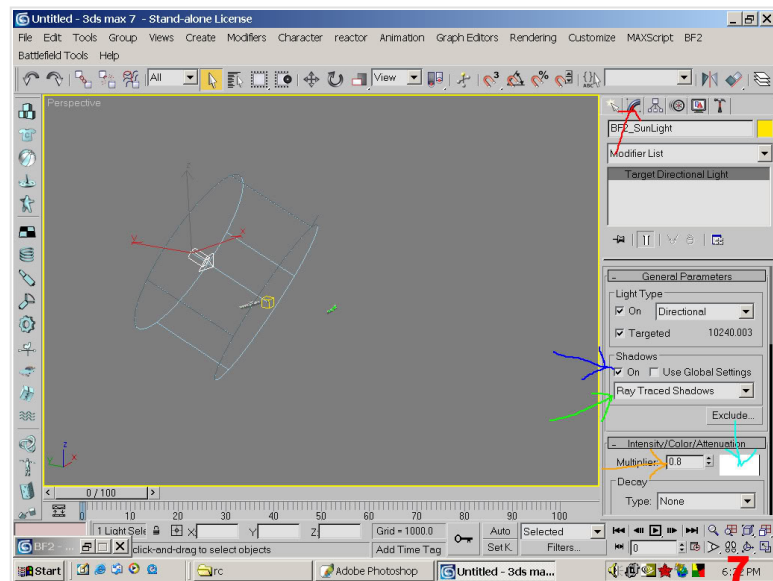 Untitled - 3ds max 7 - Stand-alone License
File Edit Tools Group Views Create Modifiers Character reactor Animation Graph Editors Rendering Customize MAXScript BF2
Battlefield Tools Help
All
View
Perspective
z
y
x
BF2_SunLight
Modifier List
Target Directional Light
General Parameters
Light Type
On Directional
Targeted 10240.003
Shadows
On Use Global Settings
Ray Traced Shadows
Exclude...
Intensity/Color/Attenuation
Multiplier: 0.8
Decay
Type: None
z
y x
0 / 100
0 10 20 30 40 50 60 70 80 90 100
1 Light Sele X Y Z Grid = 1000.0 Auto Selected
BF2 - ... click-and-drag to select objects Add Time Tag Set K. Filters... 0
Start rc Adobe Photoshop Untitled - 3ds ma... PM
7